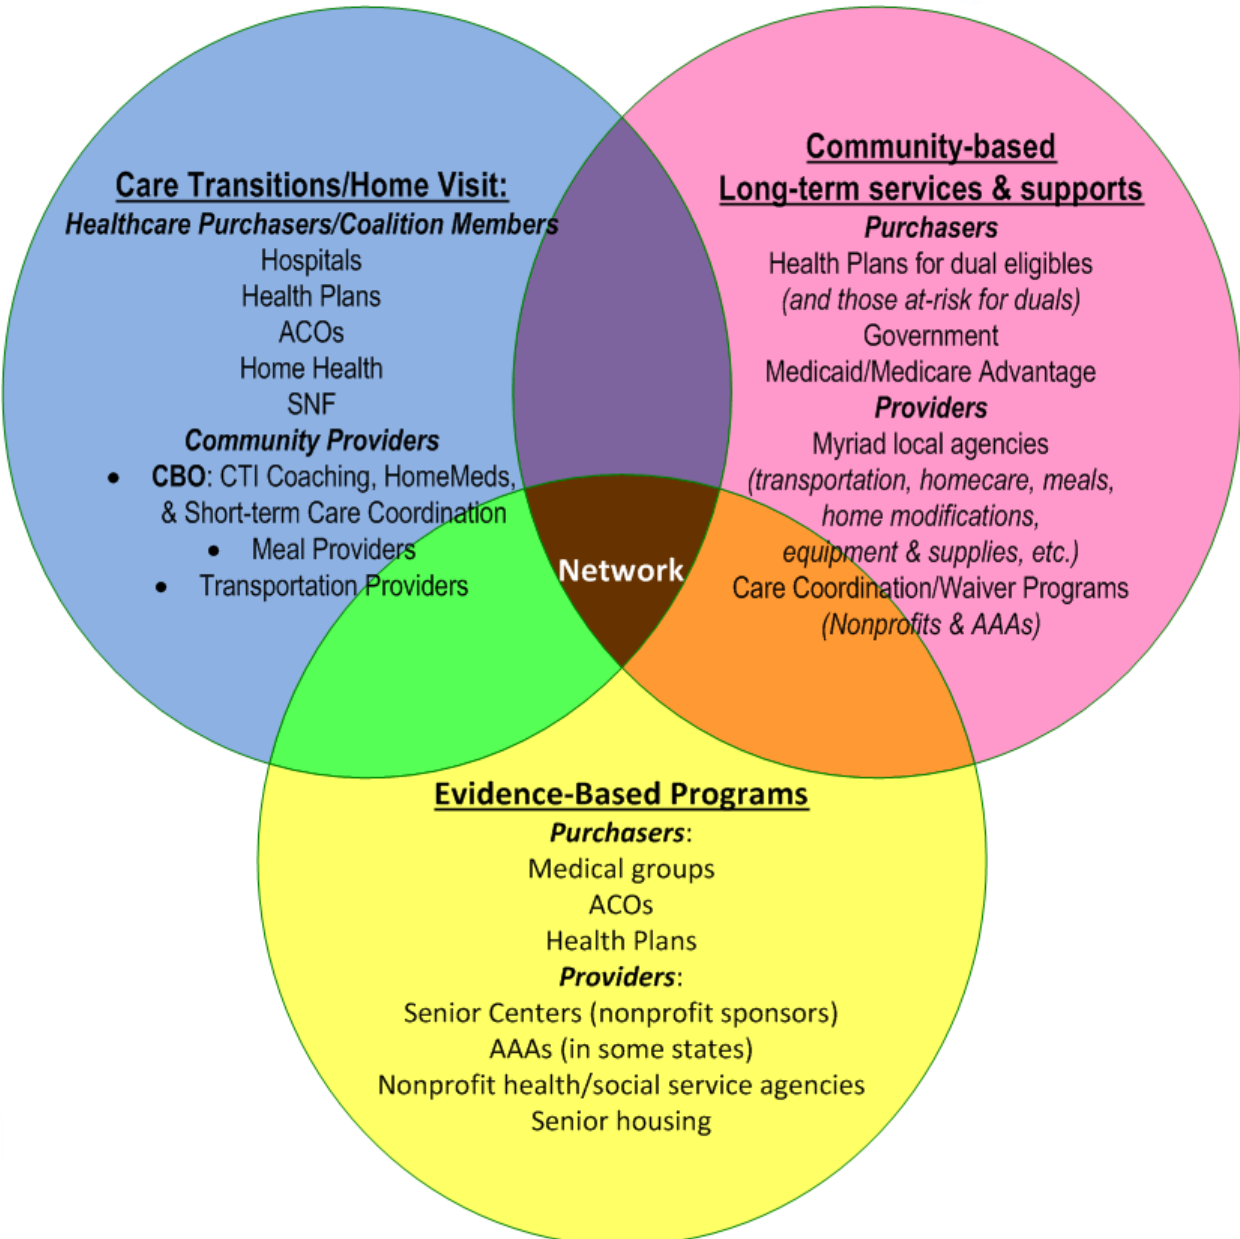 Care Transitions/Home Visit:
Healthcare Purchasers/Coalition Members
Hospitals
Health Plans
ACOs
Home Health
SNF
Community Providers
• CBO: CTI Coaching, HomeMeds,
& Short-term Care Coordination
• Meal Providers
• Transportation Providers
Community-based
Long-term services & supports
Purchasers
Health Plans for dual eligibles
(and those at-risk for duals)
Government
Medicaid/Medicare Advantage
Providers
Myriad local agencies
(transportation, homecare, meals,
home modifications,
equipment & supplies, etc.)
Care Coordination/Waiver Programs
(Nonprofits & AAAs)
Network
Evidence-Based Programs
Purchasers:
Medical groups
ACOs
Health Plans
Providers:
Senior Centers (nonprofit sponsors)
AAAs (in some states)
Nonprofit health/social service agencies
Senior housing